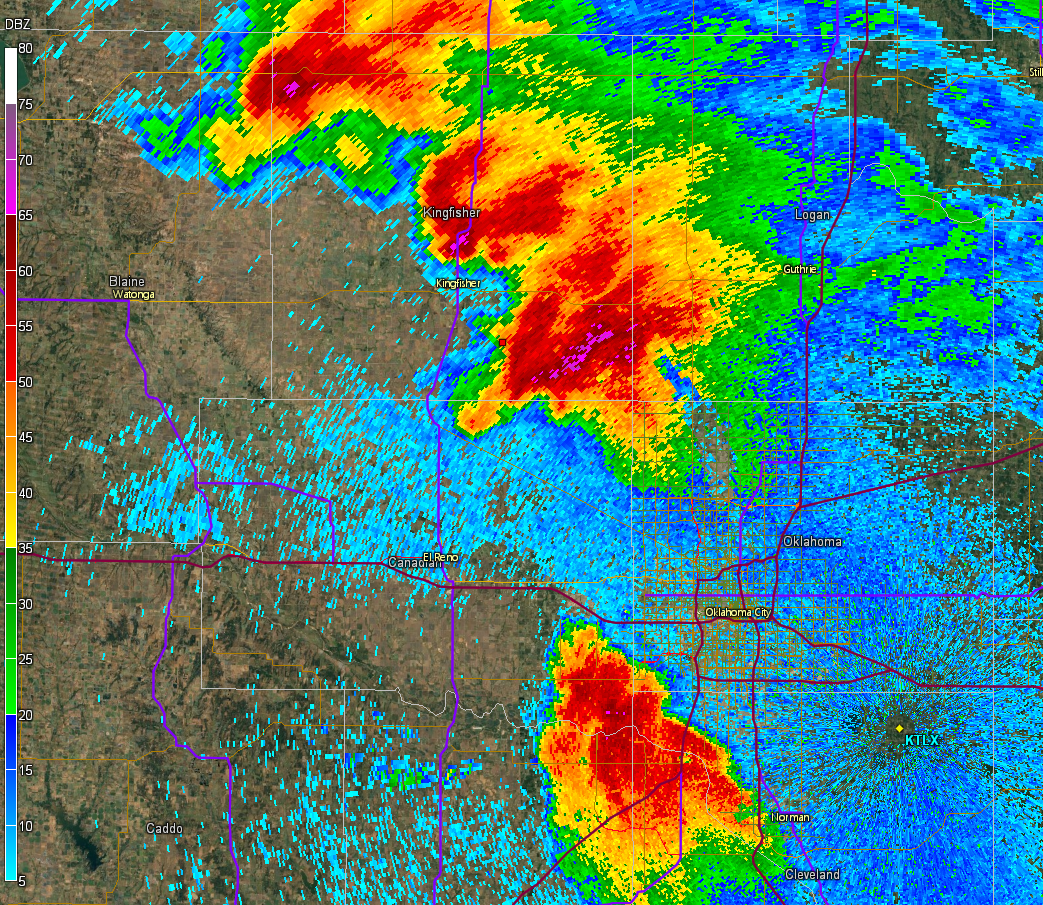 DBZ
80
75
70
65
60
55
50
45
40
35
30
25
20
15
10
5
Still
Kingfisher
Logan
Guthrie
Blaine
Watonga
Kingfisher
Oklahoma
El Reno
Canadian
Oklahoma City
KTLX
Norman
Caddo
Cleveland